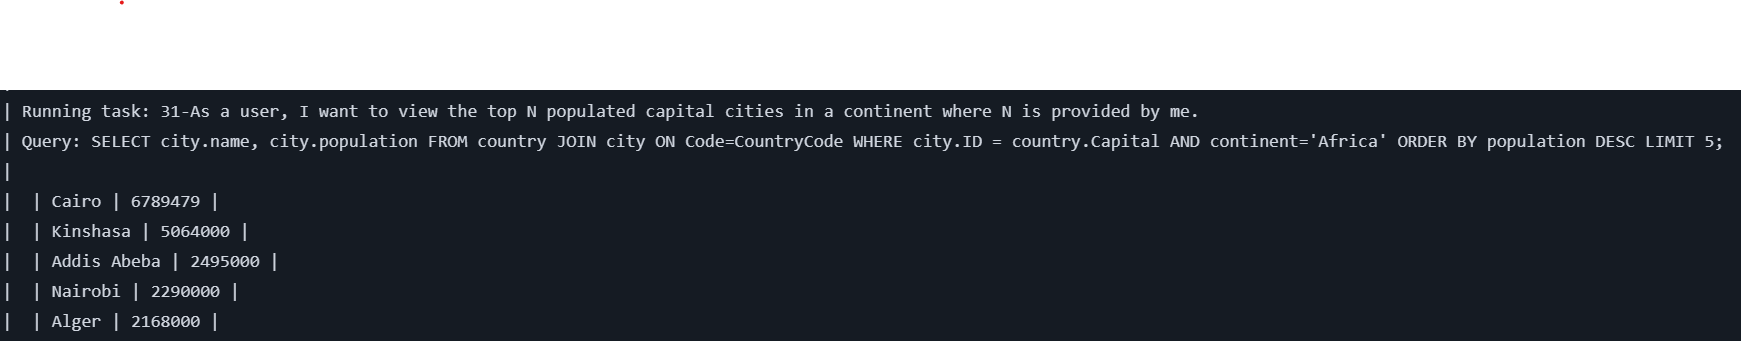 | Running task: 31-As a user, I want to view the top N populated capital cities in a continent where N is provided by me.
| Query: SELECT city.name, city.population FROM country JOIN city ON Code=CountryCode WHERE city.ID = country.Capital AND continent='Africa' ORDER BY population DESC LIMIT 5;
|
|  | Cairo | 6789479 |
|  | Kinshasa | 5064000 |
|  | Addis Abeba | 2495000 |
|  | Nairobi | 2290000 |
|  | Alger | 2168000 |